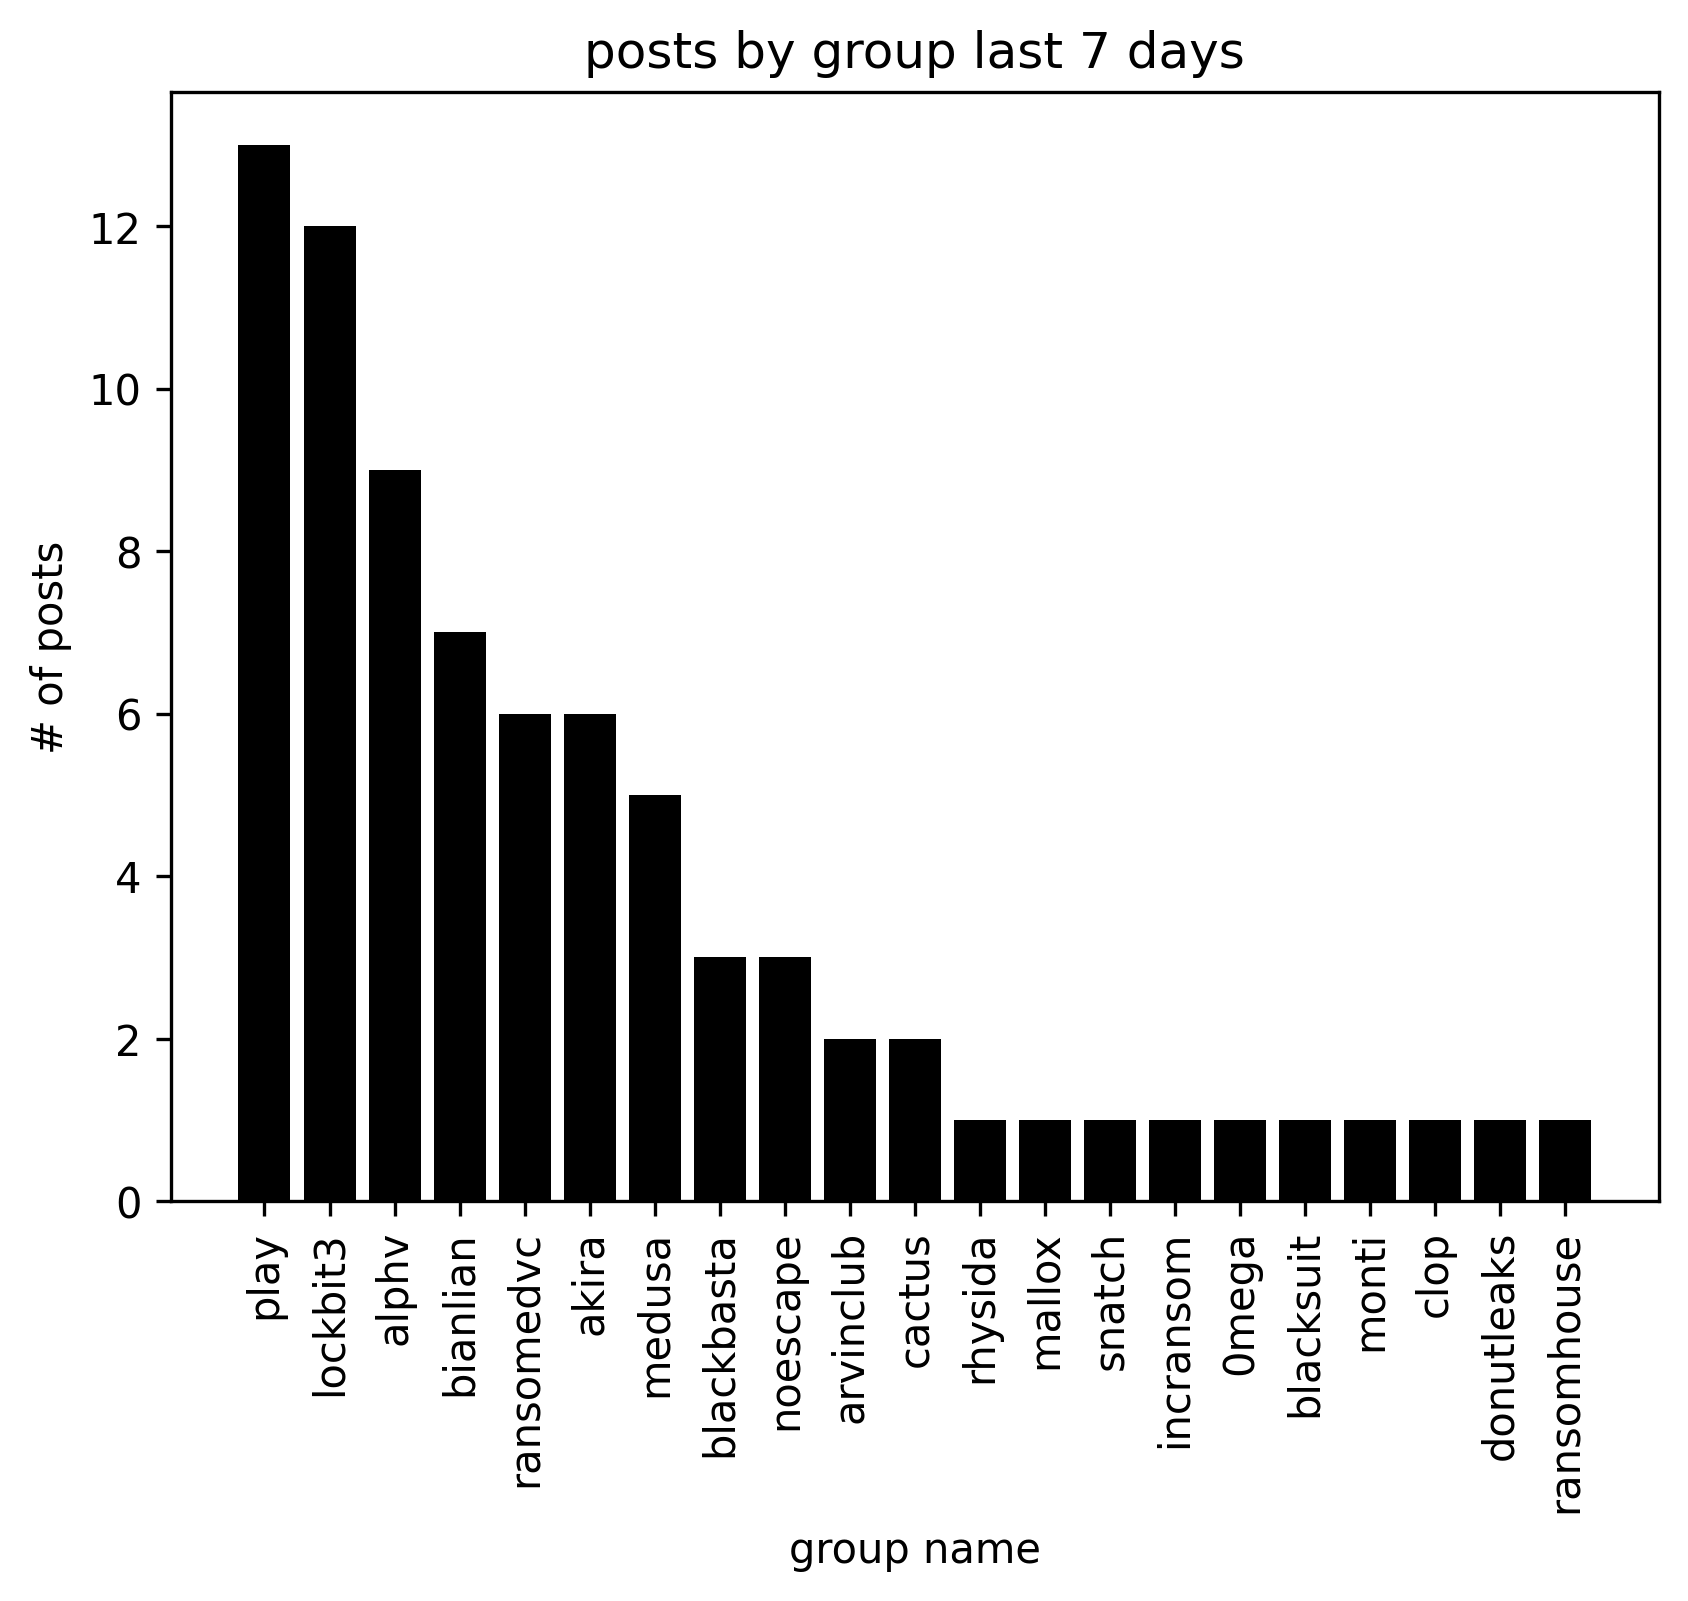 posts by group last 7 days
# of posts
12
10
8
6
4
2
0
play
lockbit3
alphv
bianlian
ransomedvc
akira
medusa
blackbasta
noescape
arvinclub
cactus
rhysida
mallox
snatch
incransom
0mega
blacksuit
monti
clop
donutleaks
ransomhouse
group name